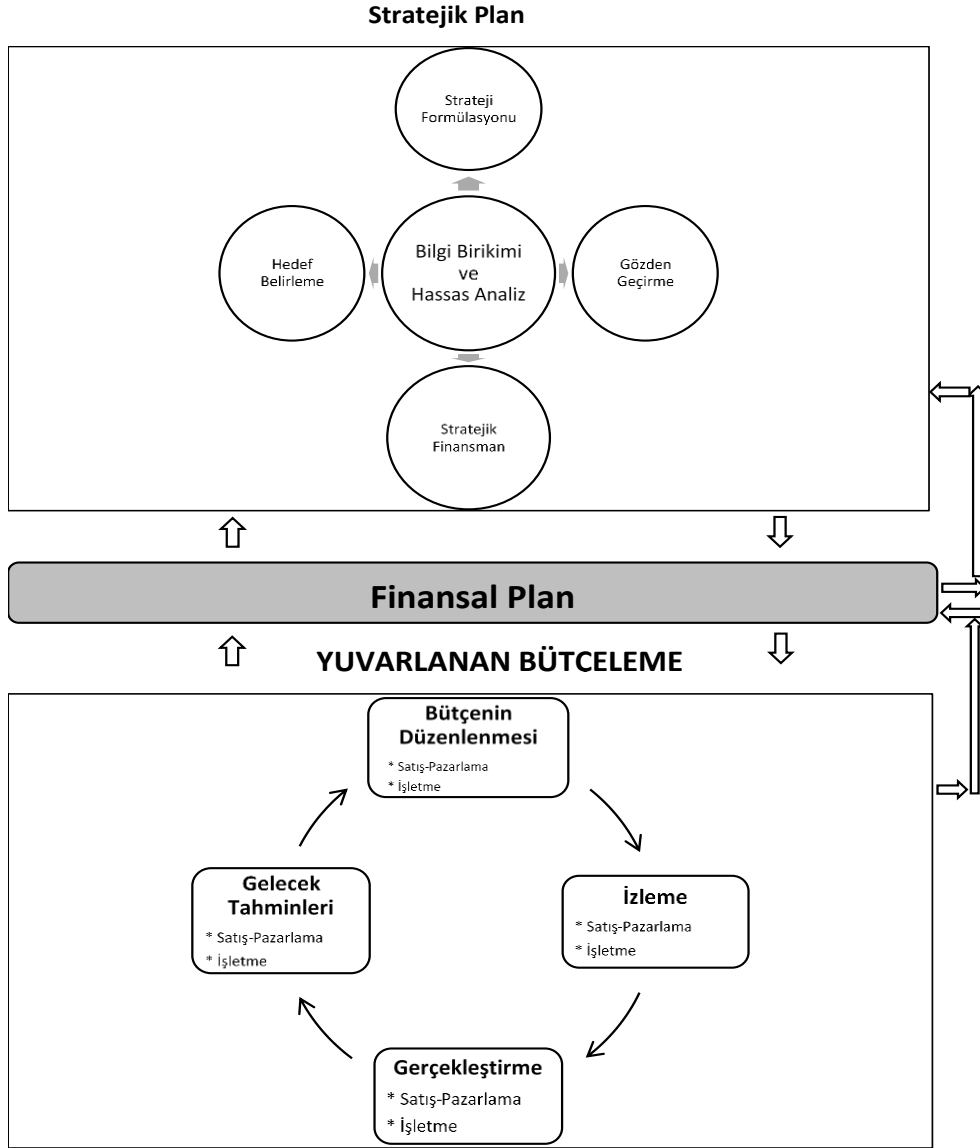 Stratejik Plan
Strateji
Formülasyonu
Hedef
Belirleme
Bilgi Birikimi
ve
Hassas Analiz
Gözden
Geçirme
Stratejik
Finansman
Finansal Plan
YUVARLANAN BÜTCELEME
Bütçenin
Düzenlenmesi
* Satış-Pazarlama
* İşletme
Gelecek
Tahminleri
* Satış-Pazarlama
* İşletme
İzleme
* Satış-Pazarlama
* İşletme
Gerçekleştirme
* Satış-Pazarlama
* İşletme